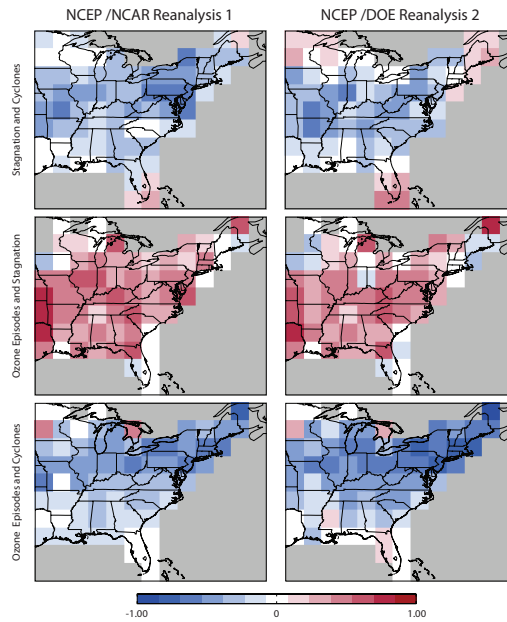 NCEP /NCAR Reanalysis 1
NCEP /DOE Reanalysis 2
Stagnation and Cyclones
Ozone Episodes and Stagnation
Ozone Episodes and Cyclones
-1.00
0
1.00